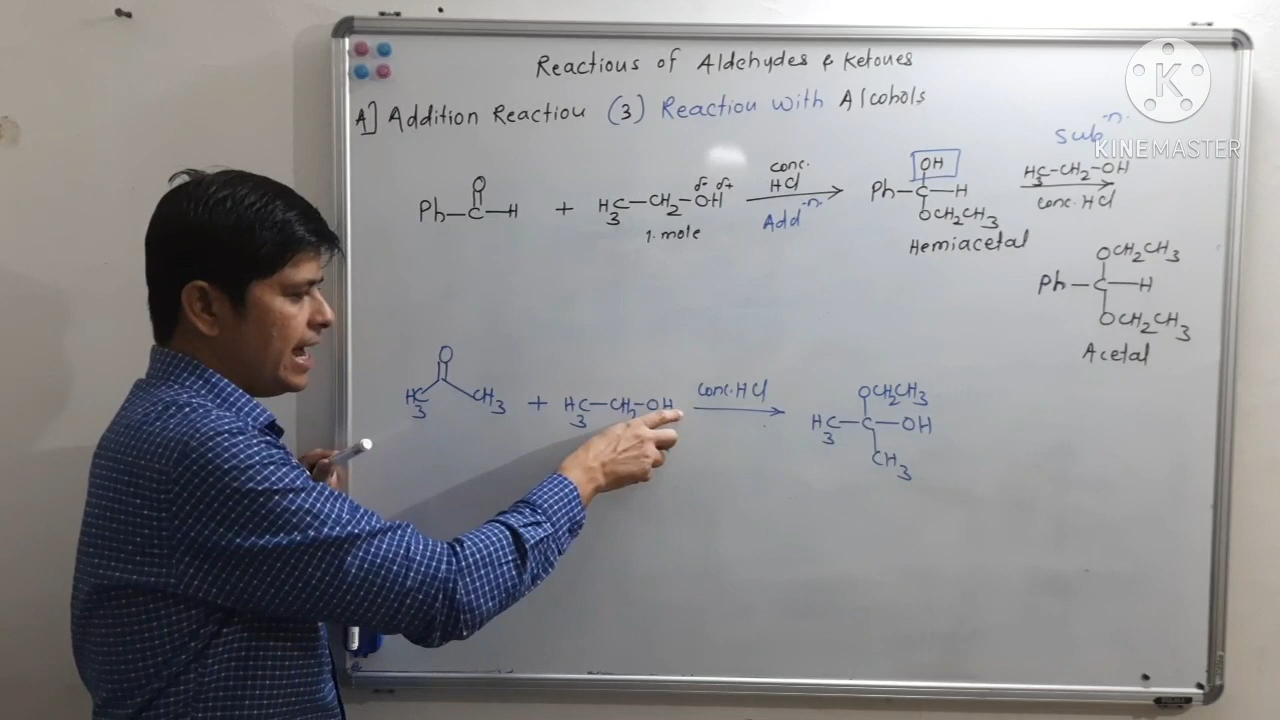 Reactions of Aldehydes & Ketones
A] Addition Reaction (3) Reaction with Alcohols
K
KINEMASTER
Subⁿ·
O
Ph–C–H + H₃C–CH₂–OH
δ- δ+
1. mole
conc.
HCl
Addⁿ·
OH
Ph–C–H
OCH₂CH₃
Hemiacetal
H₃C–CH₂–OH
conc. HCl
OCH₂CH₃
Ph–C–H
OCH₂CH₃
Acetal
O
H₃C CH₃ + H₃C–CH₂–OH
conc. HCl
OCH₂CH₃
H₃C–C–OH
CH₃